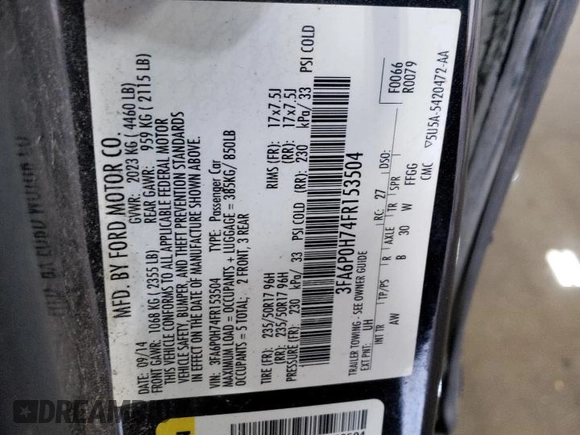 MFD. BY FORD MOTOR CO.
DATE: 09/14
GVWR: 2023 KG ( 4460 LB)
FRONT GAWR: 1068 KG ( 2355 LB)
REAR GAWR: 959 KG ( 2115 LB)
THIS VEHICLE CONFORMS TO ALL APPLICABLE FEDERAL MOTOR
VEHICLE SAFETY, BUMPER, AND THEFT PREVENTION STANDARDS
IN EFFECT ON THE DATE OF MANUFACTURE SHOWN ABOVE.
VIN: 3FA6P0H74FR153504
TYPE: Passenger Car
MAXIMUM LOAD = OCCUPANTS + LUGGAGE = 385KG/ 850LB
OCCUPANTS = 5 TOTAL: 2 FRONT, 3 REAR
TIRE (FR): 235/50R17 96H RIMS (FR): 17x7.5J
TIRE (RR): 235/50R17 96H RIMS (RR): 17x7.5J
PRESSURE (FR): 230 kPa/ 33 PSI COLD (RR): 230 kPa/ 33 PSI COLD
3FA6P0H74FR153504
TRAILER TOWING - SEE OWNER GUIDE
F0066
R0079
EXT PNT: UH RC: 27 DSO:
INT TR TP/PS R AXLE TR SPR
AW B 30 W FFGG
CMC
5U5A-5420472-AA
DREAM